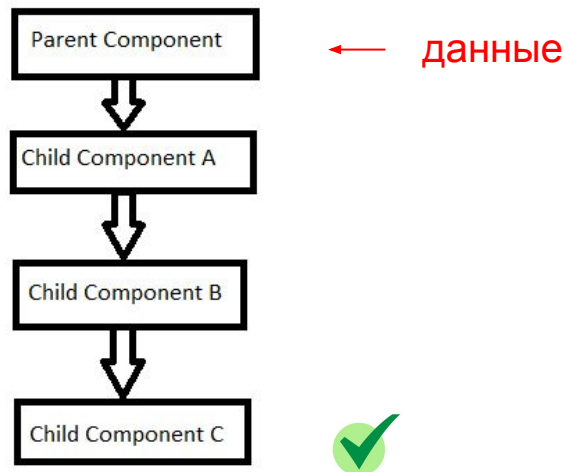 Parent Component
данные
Child Component A
Child Component B
Child Component C